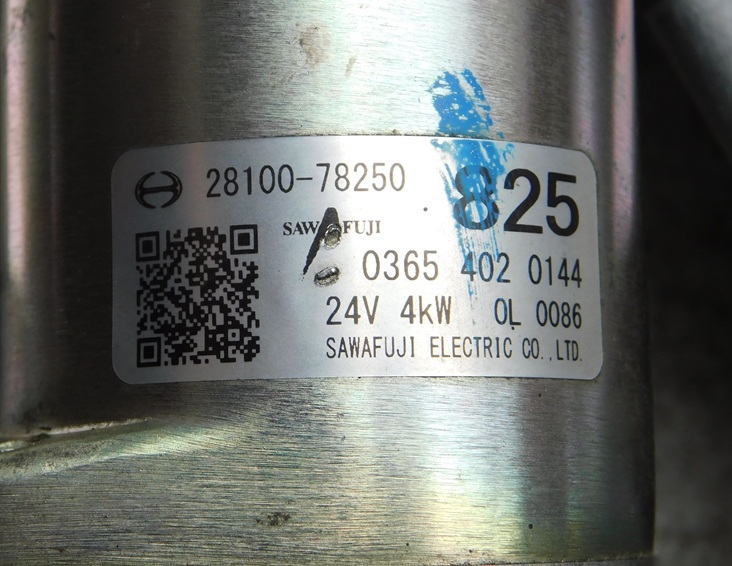 28100-78250
825
SAWAFUJI
0365 402 0144
24V 4kW OL 0086
SAWAFUJI ELECTRIC CO.,LTD.